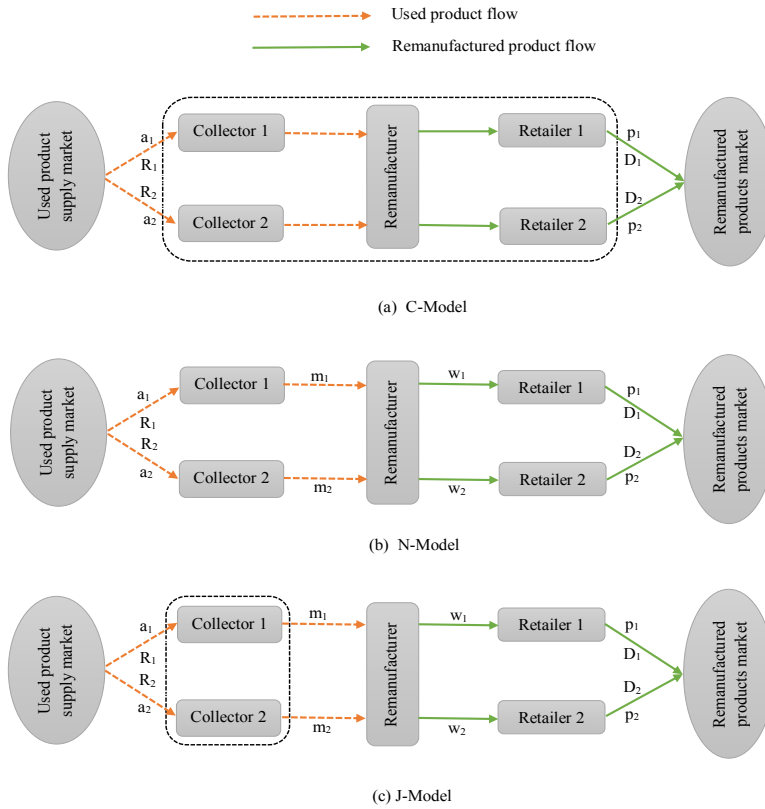 Used product flow
Remanufactured product flow
Used product
supply market
a₁
R₁
R₂
a₂
Collector 1
Collector 2
Remanufacturer
Retailer 1
Retailer 2
p₁
D₁
D₂
p₂
Remanufactured
products market
(a) C-Model
Used product
supply market
a₁
R₁
R₂
a₂
Collector 1
Collector 2
m₁
m₂
Remanufacturer
w₁
w₂
Retailer 1
Retailer 2
p₁
D₁
D₂
p₂
Remanufactured
products market
(b) N-Model
Used product
supply market
a₁
R₁
R₂
a₂
Collector 1
Collector 2
m₁
m₂
Remanufacturer
w₁
w₂
Retailer 1
Retailer 2
p₁
D₁
D₂
p₂
Remanufactured
products market
(c) J-Model